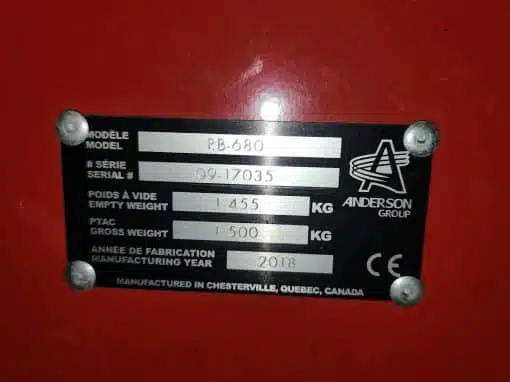 MODÈLE
MODEL
RB-680
# SÉRIE
SERIAL #
09-17035
POIDS À VIDE
EMPTY WEIGHT
1 455 KG
PTAC
GROSS WEIGHT
1 500 KG
ANNÉE DE FABRICATION
MANUFACTURING YEAR
2018
ANDERSON
GROUP
CE
MANUFACTURED IN CHESTERVILLE, QUEBEC, CANADA